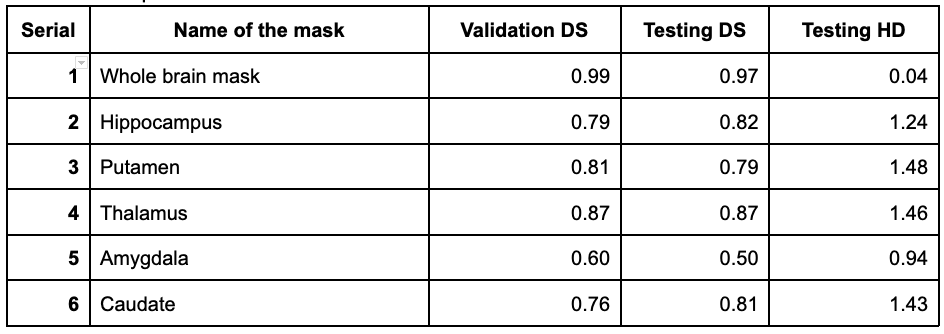 Serial Name of the mask Validation DS Testing DS Testing HD
1 Whole brain mask 0.99 0.97 0.04
2 Hippocampus 0.79 0.82 1.24
3 Putamen 0.81 0.79 1.48
4 Thalamus 0.87 0.87 1.46
5 Amygdala 0.60 0.50 0.94
6 Caudate 0.76 0.81 1.43